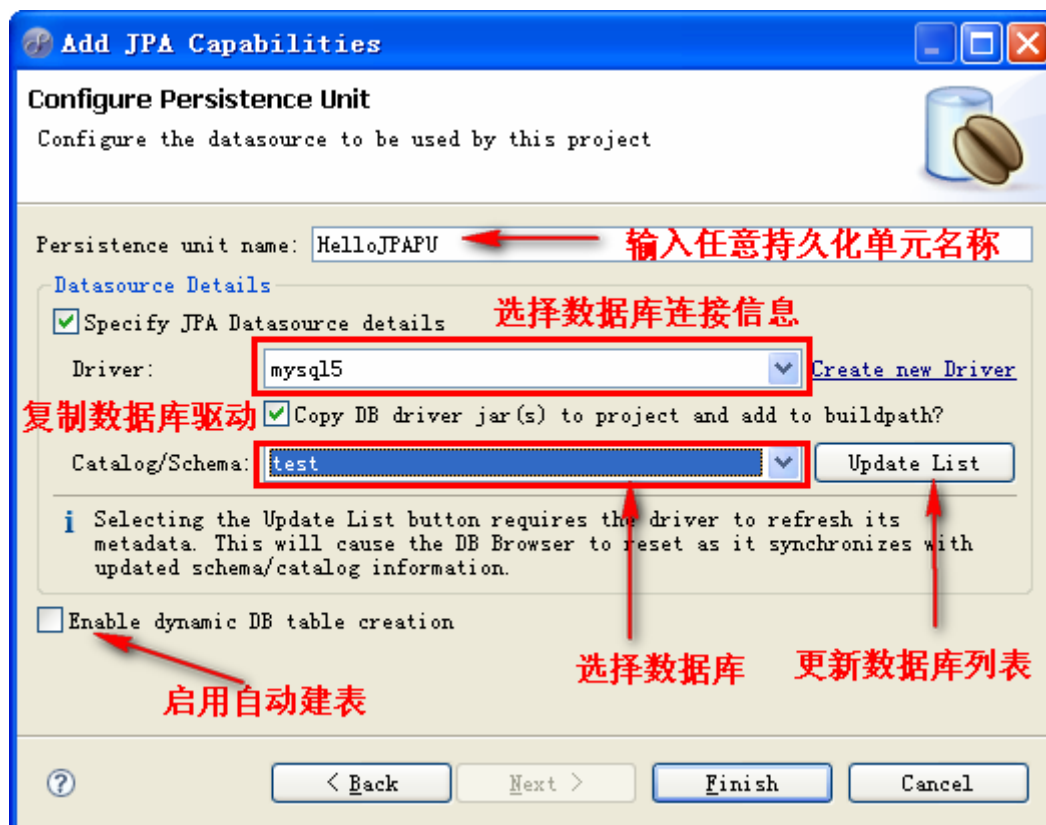 Add JPA Capabilities
Configure Persistence Unit
Configure the datasource to be used by this project
Persistence unit name: HelloJPAPU 输入任意持久化单元名称
Datasource Details
Specify JPA Datasource details 选择数据库连接信息
Driver: mysql5 Create new Driver
复制数据库驱动 Copy DB driver jar(s) to project and add to buildpath?
Catalog/Schema: test Update List
i Selecting the Update List button requires the driver to refresh its
metadata. This will cause the DB Browser to reset as it synchronizes with
updated schema/catalog information.
Enable dynamic DB table creation
选择数据库 更新数据库列表
启用自动建表
? < Back Next > Finish Cancel